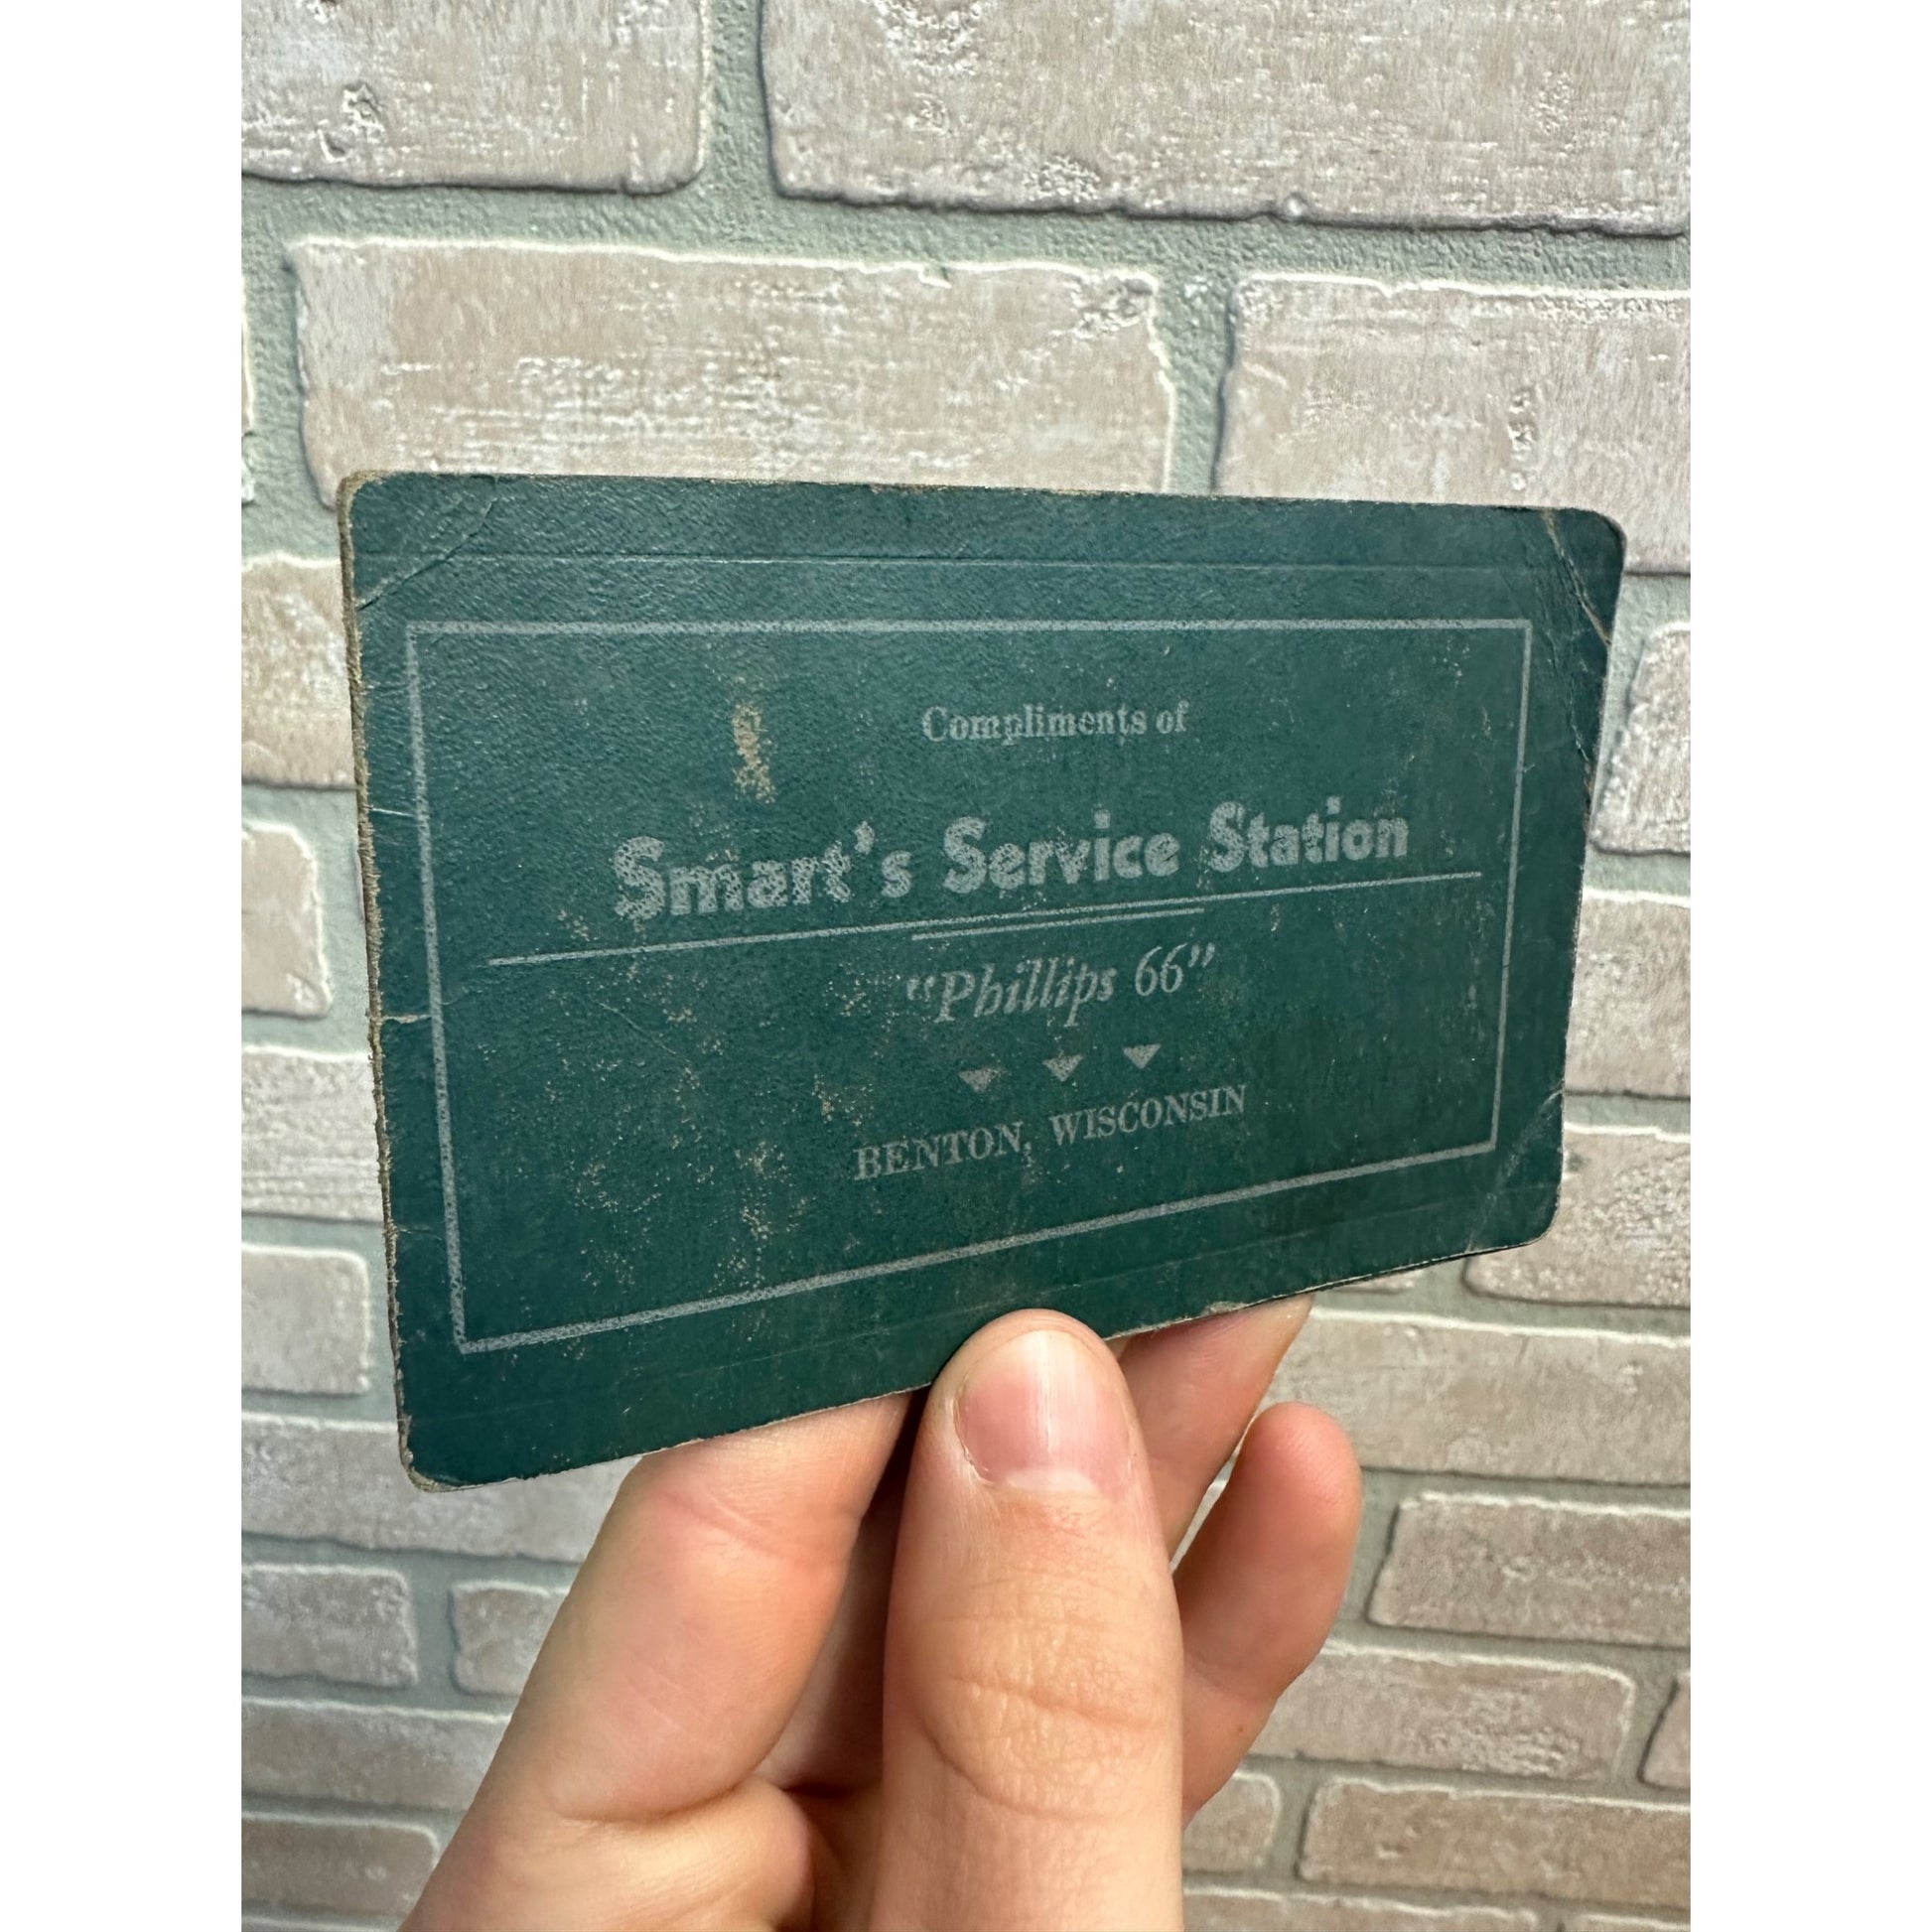 Compliments of
Smart's Service Station
"Phillips 66"
BENTON, WISCONSIN